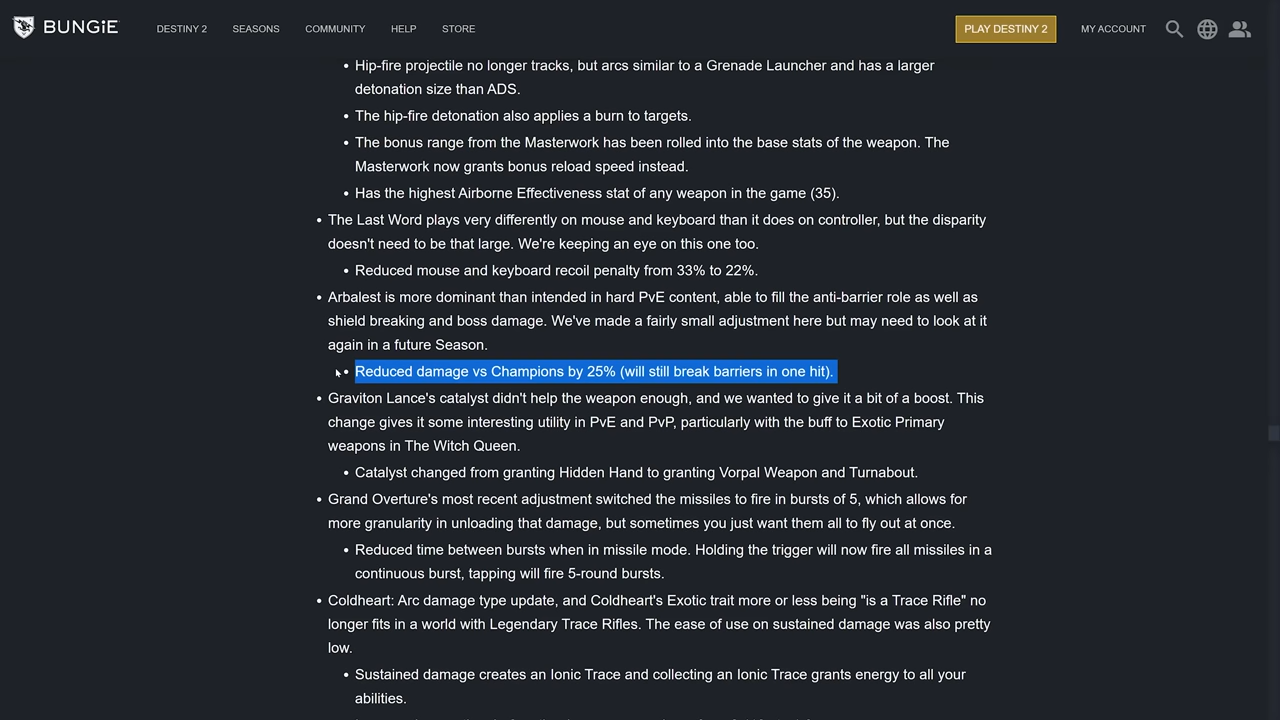 BUNGiE DESTINY 2 SEASONS COMMUNITY HELP STORE PLAY DESTINY 2 MY ACCOUNT
• Hip-fire projectile no longer tracks, but arcs similar to a Grenade Launcher and has a larger
detonation size than ADS.
• The hip-fire detonation also applies a burn to targets.
• The bonus range from the Masterwork has been rolled into the base stats of the weapon. The
Masterwork now grants bonus reload speed instead.
• Has the highest Airborne Effectiveness stat of any weapon in the game (35).
• The Last Word plays very differently on mouse and keyboard than it does on controller, but the disparity
doesn't need to be that large. We're keeping an eye on this one too.
• Reduced mouse and keyboard recoil penalty from 33% to 22%.
• Arbalest is more dominant than intended in hard PvE content, able to fill the anti-barrier role as well as
shield breaking and boss damage. We've made a fairly small adjustment here but may need to look at it
again in a future Season.
• Reduced damage vs Champions by 25% (will still break barriers in one hit).
• Graviton Lance's catalyst didn't help the weapon enough, and we wanted to give it a bit of a boost. This
change gives it some interesting utility in PvE and PvP, particularly with the buff to Exotic Primary
weapons in The Witch Queen.
• Catalyst changed from granting Hidden Hand to granting Vorpal Weapon and Turnabout.
• Grand Overture's most recent adjustment switched the missiles to fire in bursts of 5, which allows for
more granularity in unloading that damage, but sometimes you just want them all to fly out at once.
• Reduced time between bursts when in missile mode. Holding the trigger will now fire all missiles in a
continuous burst, tapping will fire 5-round bursts.
• Coldheart: Arc damage type update, and Coldheart's Exotic trait more or less being "is a Trace Rifle" no
longer fits in a world with Legendary Trace Rifles. The ease of use on sustained damage was also pretty
low.
• Sustained damage creates an Ionic Trace and collecting an Ionic Trace grants energy to all your
abilities.